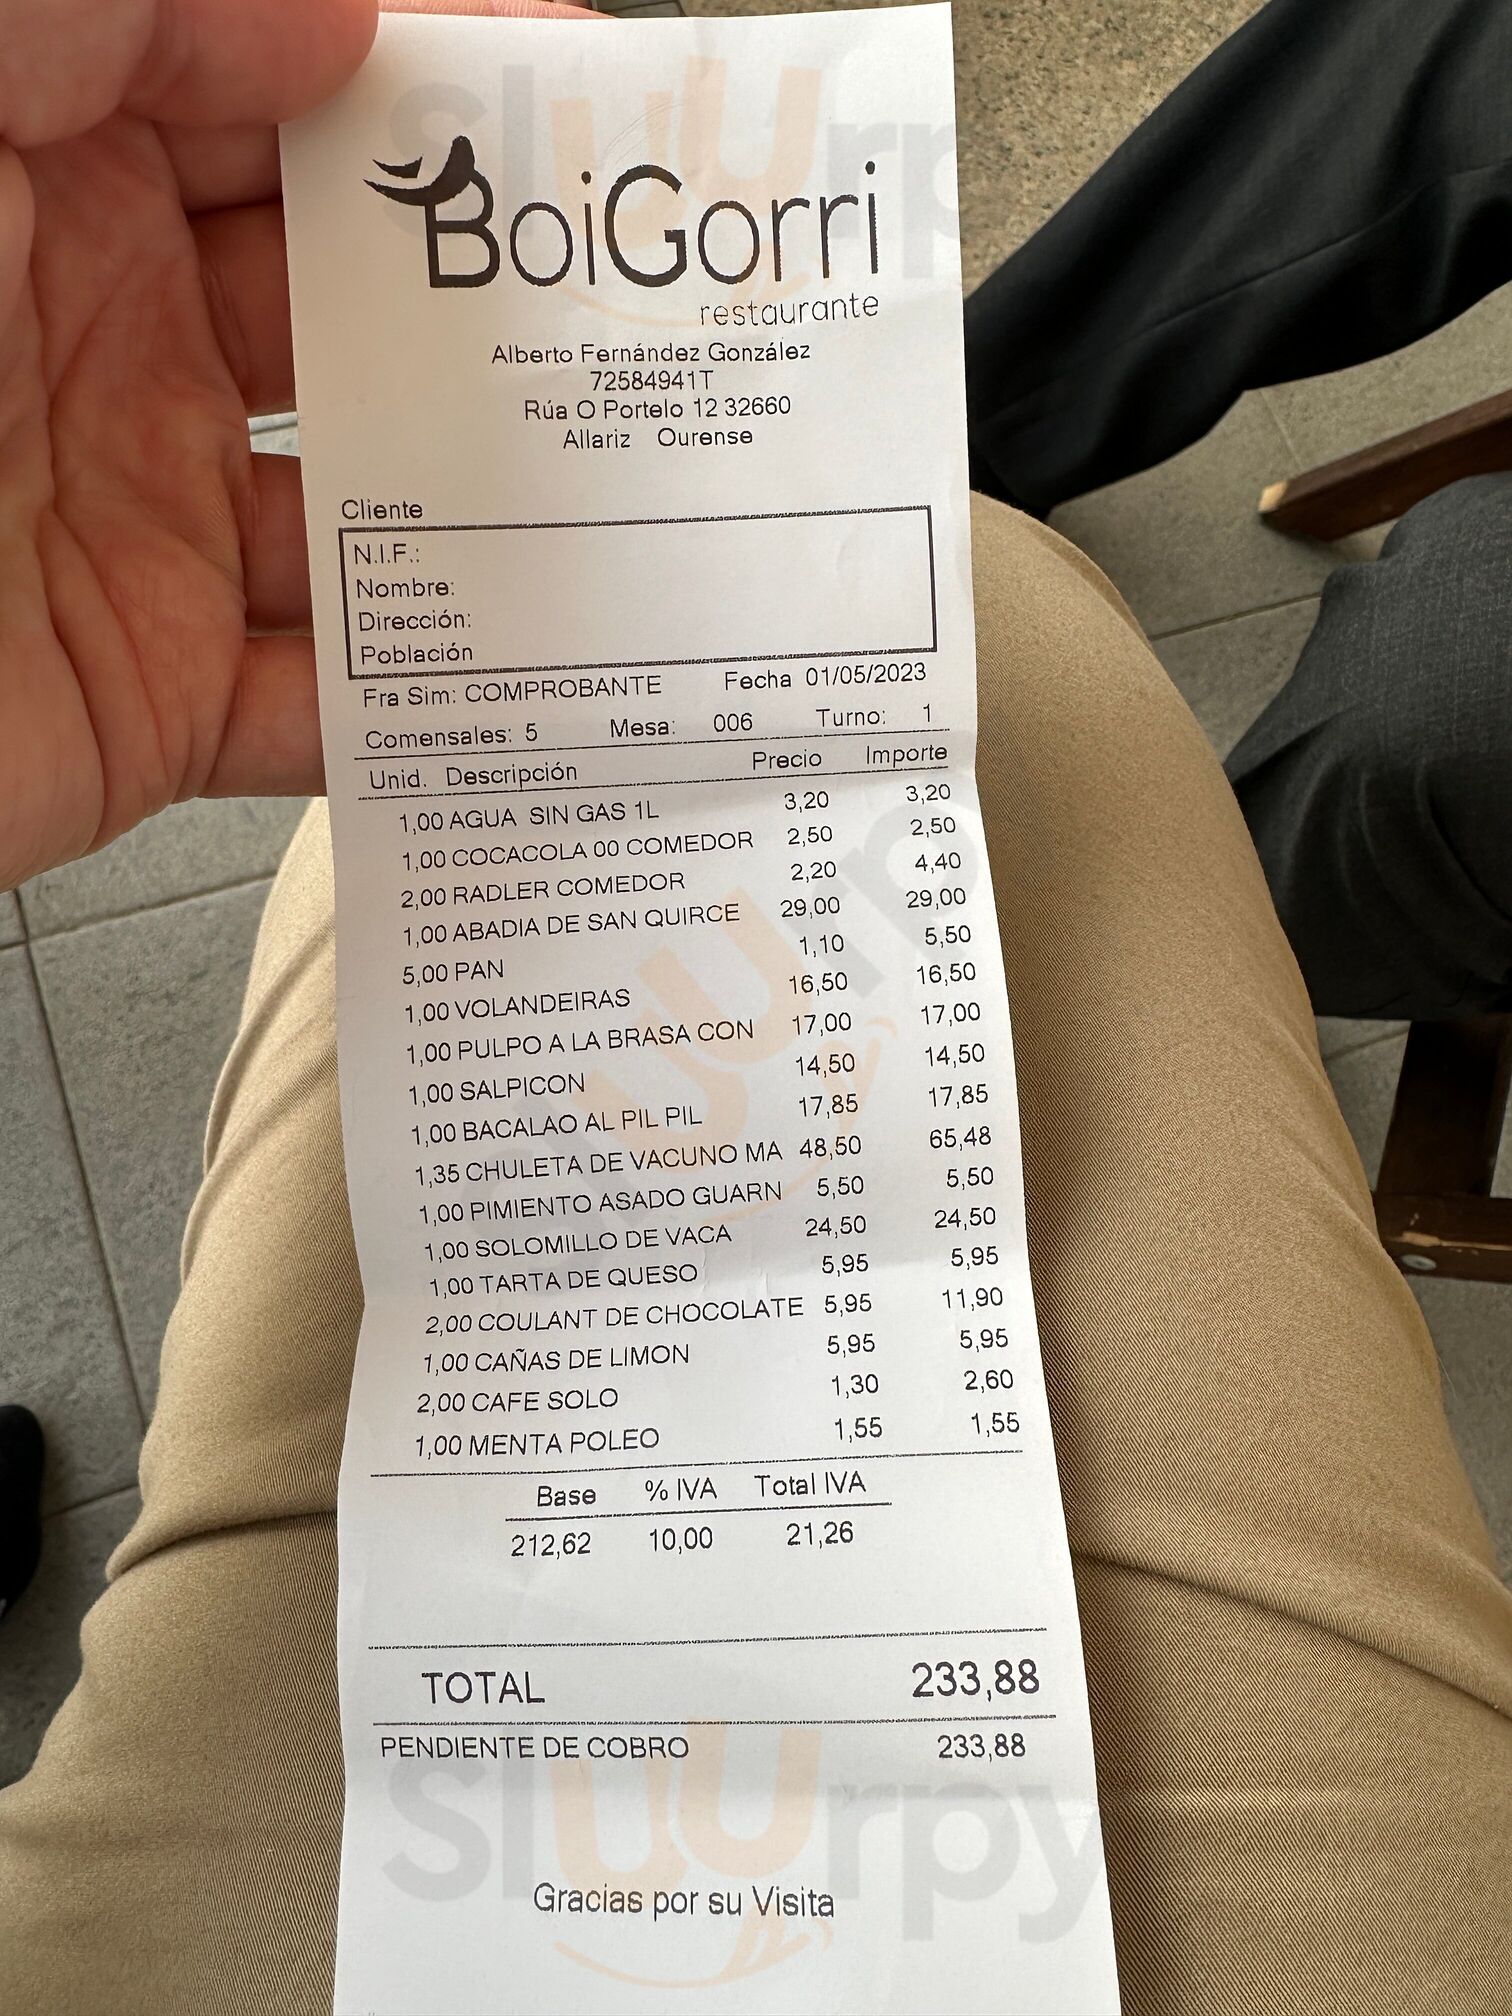 BoiGorri
restaurante
Alberto Fernández González
72584941T
Rúa O Portelo 12 32660
Allariz Ourense
Cliente
N.I.F.:
Nombre:
Dirección:
Población
Fra Sim: COMPROBANTE Fecha 01/05/2023
Comensales: 5 Mesa: 006 Turno: 1
Unid. Descripción Precio Importe
1,00 AGUA SIN GAS 1L 3,20 3,20
1,00 COCACOLA 00 COMEDOR 2,50 2,50
2,00 RADLER COMEDOR 2,20 4,40
1,00 ABADIA DE SAN QUIRCE 29,00 29,00
5,00 PAN 1,10 5,50
1,00 VOLANDEIRAS 16,50 16,50
1,00 PULPO A LA BRASA CON 17,00 17,00
1,00 SALPICON 14,50 14,50
1,00 BACALAO AL PIL PIL 17,85 17,85
1,35 CHULETA DE VACUNO MA 48,50 65,48
1,00 PIMIENTO ASADO GUARN 5,50 5,50
1,00 SOLOMILLO DE VACA 24,50 24,50
1,00 TARTA DE QUESO 5,95 5,95
2,00 COULANT DE CHOCOLATE 5,95 11,90
1,00 CAÑAS DE LIMON 5,95 5,95
2,00 CAFE SOLO 1,30 2,60
1,00 MENTA POLEO 1,55 1,55
Base % IVA Total IVA
212,62 10,00 21,26
TOTAL 233,88
PENDIENTE DE COBRO 233,88
Gracias por su Visita
Sluurpy
Sluurpy
Sluurpy